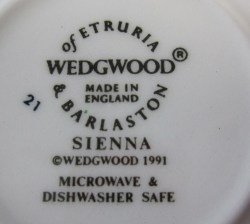 of ETRURIA
WEDGWOOD®
MADE IN
ENGLAND
21
& BARLASTON
SIENNA
©WEDGWOOD 1991
MICROWAVE &
DISHWASHER SAFE